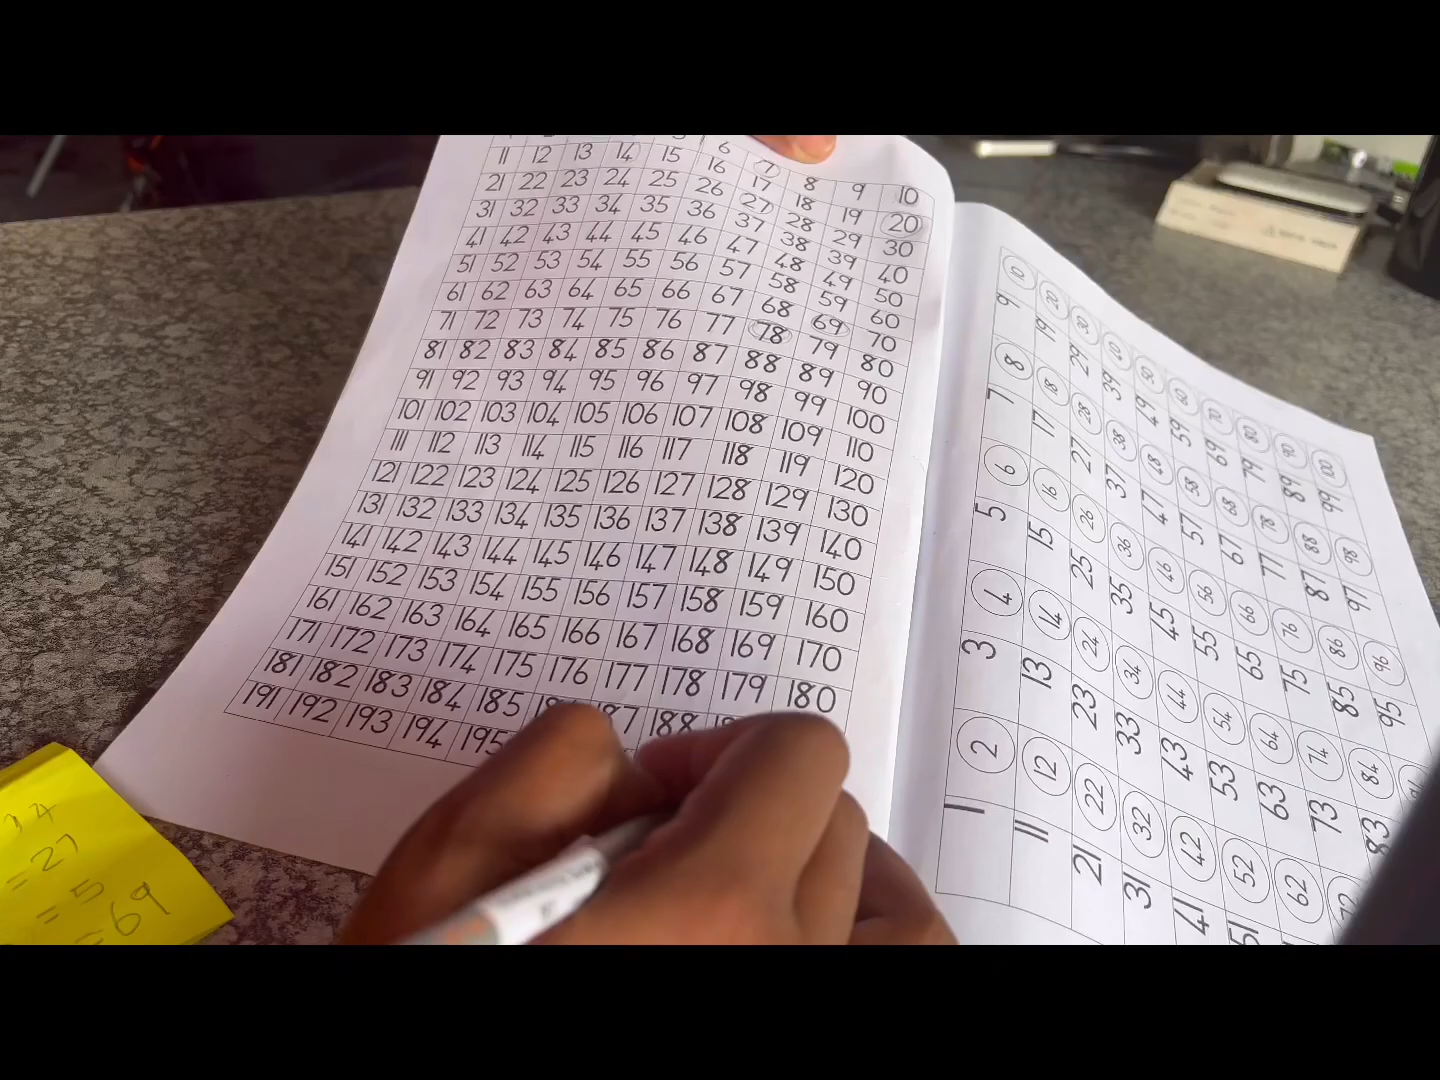 6 7 8 9 10
11 12 13 14 15 16 17 18 19 20
21 22 23 24 25 26 27 28 29 30
31 32 33 34 35 36 37 38 39 40
41 42 43 44 45 46 47 48 49 50
51 52 53 54 55 56 57 58 59 60
61 62 63 64 65 66 67 68 69 70
71 72 73 74 75 76 77 78 79 80
81 82 83 84 85 86 87 88 89 90
91 92 93 94 95 96 97 98 99 100
101 102 103 104 105 106 107 108 109 110
111 112 113 114 115 116 117 118 119 120
121 122 123 124 125 126 127 128 129 130
131 132 133 134 135 136 137 138 139 140
141 142 143 144 145 146 147 148 149 150
151 152 153 154 155 156 157 158 159 160
161 162 163 164 165 166 167 168 169 170
171 172 173 174 175 176 177 178 179 180
181 182 183 184 185 187 188
191 192 193 194 195
1 2 3 4 5 6 7 8 9 10
11 12 13 14 15 16 17 18 19 20
21 22 23 24 25 26 27 28 29 30
31 32 33 34 35 36 37 38 39 40
41 42 43 44 45 46 47 48 49 50
51 52 53 54 55 56 57 58 59 60
62 63 64 65 66 67 68 69 70
72 73 74 75 76 77 78 79 80
83 84 85 86 87 88 89 90
95 96 97 98 99 100
= 27
= 5
= 69